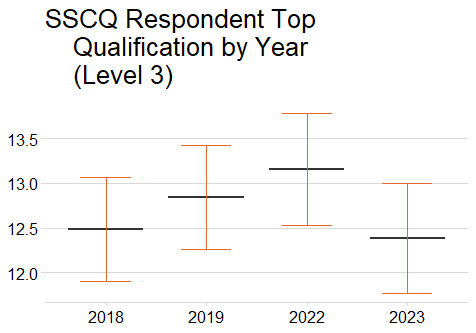 SSCQ Respondent Top
Qualification by Year
(Level 3)
13.5
13.0
12.5
12.0
2018 2019 2022 2023